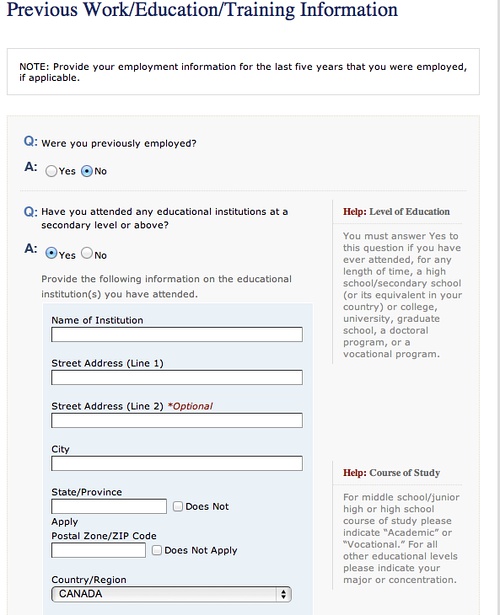 Previous Work/Education/Training Information
NOTE: Provide your employment information for the last five years that you were employed,
if applicable.
Q: Were you previously employed?
A: Yes No
Q: Have you attended any educational institutions at a
secondary level or above?
A: Yes No
Provide the following information on the educational
institution(s) you have attended.
Name of Institution
Street Address (Line 1)
Street Address (Line 2) *Optional
City
State/Province
Does Not
Apply
Postal Zone/ZIP Code
Does Not Apply
Country/Region
CANADA
Help: Level of Education
You must answer Yes to
this question if you have
ever attended, for any
length of time, a high
school/secondary school
(or its equivalent in your
country) or college,
university, graduate
school, a doctoral
program, or a
vocational program.
Help: Course of Study
For middle school/junior
high or high school
course of study please
indicate “Academic” or
“Vocational.” For all
other educational levels
please indicate your
major or concentration.